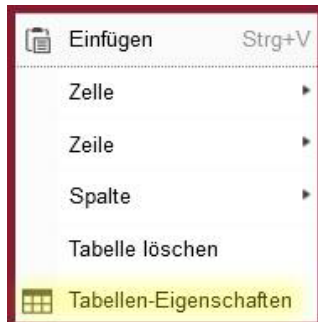 Einfügen Strg+V
Zelle
Zeile
Spalte
Tabelle löschen
Tabellen-Eigenschaften